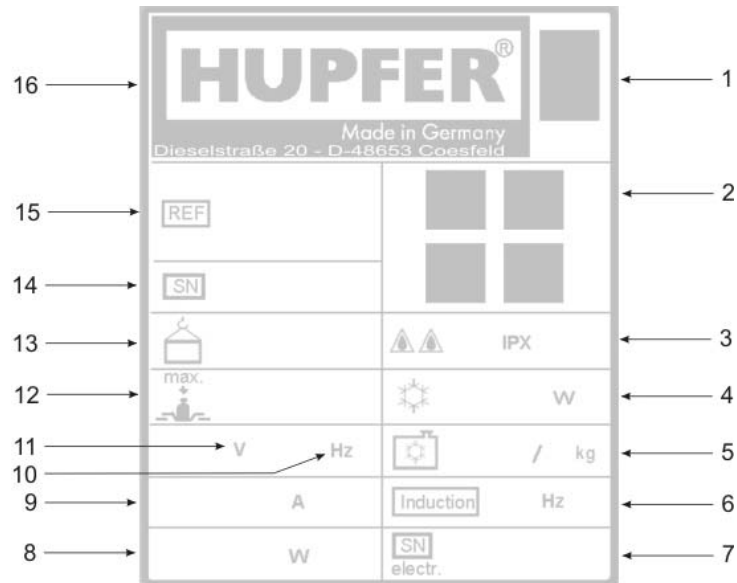 HUPFER®
Made in Germany
Dieselstraße 20 - D-48653 Coesfeld
16
1
2
15
REF
14
SN
13
IPX
3
12
max.
W
4
11
V
Hz
10
/ kg
5
9
A
Induction
Hz
6
8
W
SN
electr.
7